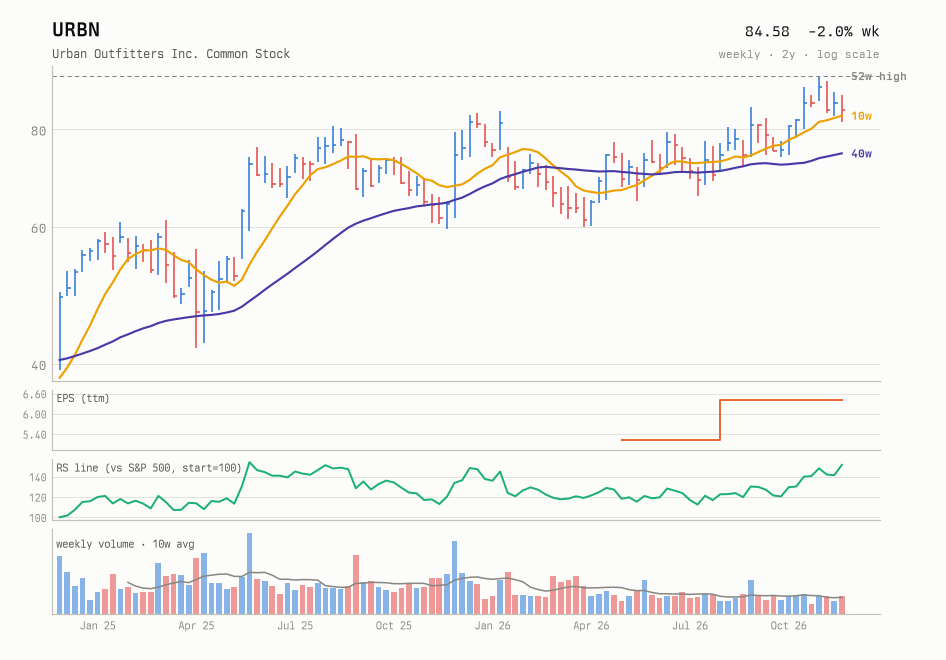 URBN
84.58 -2.0% wk
Urban Outfitters Inc. Common Stock
weekly · 2y · log scale
52w high
10w
40w
80
60
40
EPS (ttm)
6.60
6.00
5.40
RS line (vs S&P 500, start=100)
140
120
100
weekly volume · 10w avg
Jan 25 Apr 25 Jul 25 Oct 25 Jan 26 Apr 26 Jul 26 Oct 26